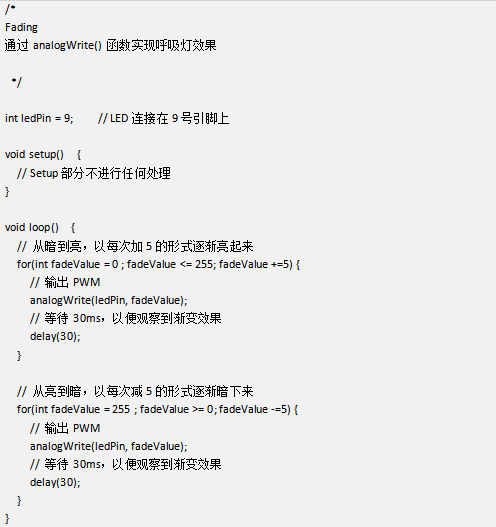 /*
Fading
通过 analogWrite() 函数实现呼吸灯效果
*/
int ledPin = 9;        // LED 连接在 9 号引脚上
void setup()    {
// Setup 部分不进行任何处理
}
void loop()    {
// 从暗到亮，以每次加 5 的形式逐渐亮起来
for(int fadeValue = 0 ; fadeValue <= 255; fadeValue +=5) {
// 输出 PWM
analogWrite(ledPin, fadeValue);
// 等待 30ms，以便观察到渐变效果
delay(30);
}
// 从亮到暗，以每次减 5 的形式逐渐暗下来
for(int fadeValue = 255 ; fadeValue >= 0; fadeValue -=5) {
// 输出 PWM
analogWrite(ledPin, fadeValue);
// 等待 30ms，以便观察到渐变效果
delay(30);
}
}